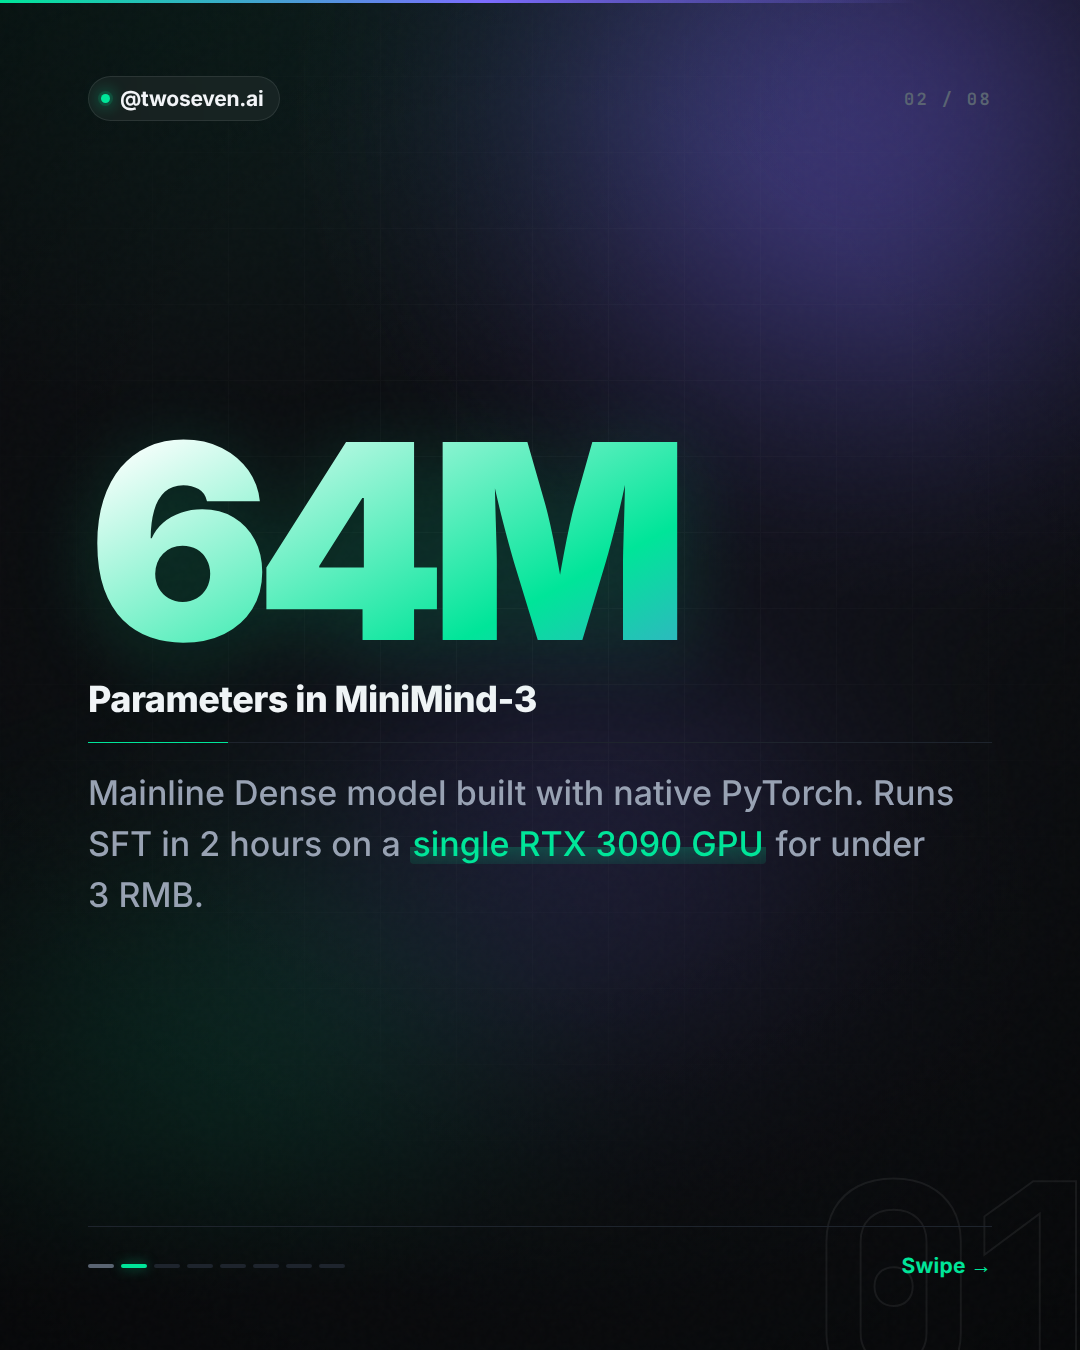 @twoseven.ai
02 / 08
64M
Parameters in MiniMind-3
Mainline Dense model built with native PyTorch. Runs
SFT in 2 hours on a single RTX 3090 GPU for under
3 RMB.
Swipe →
01